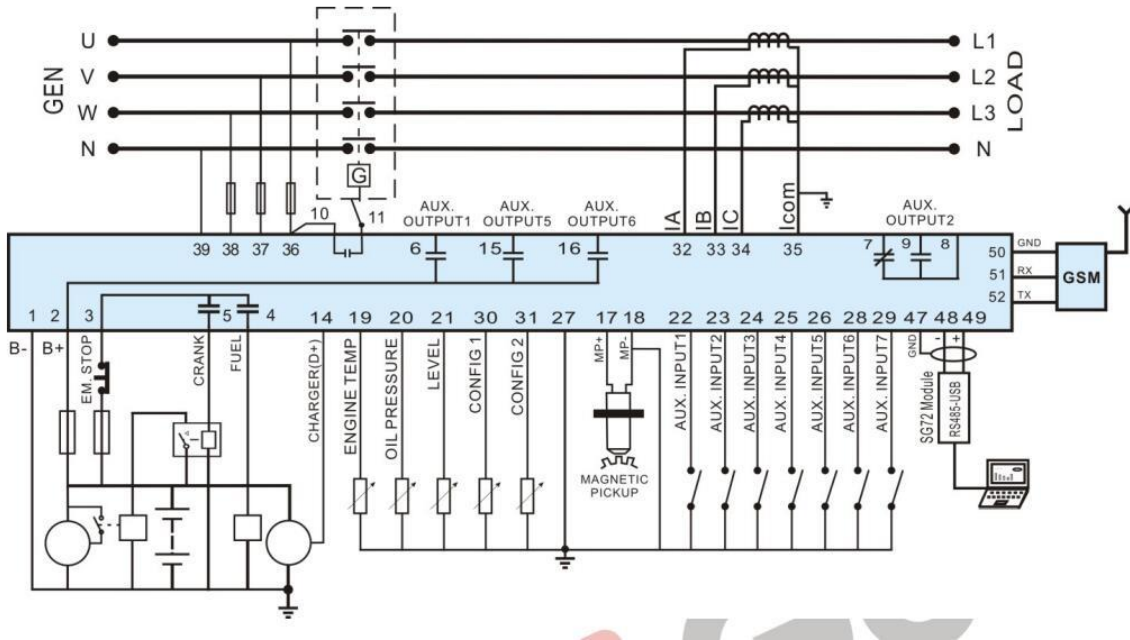 U
V
W
N
GEN
L1
L2
L3
N
LOAD
G
10
11
AUX.
OUTPUT1
AUX.
OUTPUT5
AUX.
OUTPUT6
IA
IB
IC
Icom
AUX.
OUTPUT2
39 38 37 36 6 15 16 32 33 34 35 7 9 8
50 GND
51 RX
52 TX
GSM
1 2 3 5 4 14 19 20 21 30 31 27 17 18 22 23 24 25 26 28 29 47 48 49
B-
B+
EM. STOP
CRANK
FUEL
CHARGER(D+)
ENGINE TEMP
OIL PRESSURE
LEVEL
CONFIG 1
CONFIG 2
MP+
MP-
MAGNETIC
PICKUP
AUX. INPUT1
AUX. INPUT2
AUX. INPUT3
AUX. INPUT4
AUX. INPUT5
AUX. INPUT6
AUX. INPUT7
GND
-
+
SG72 Module
RS485-USB